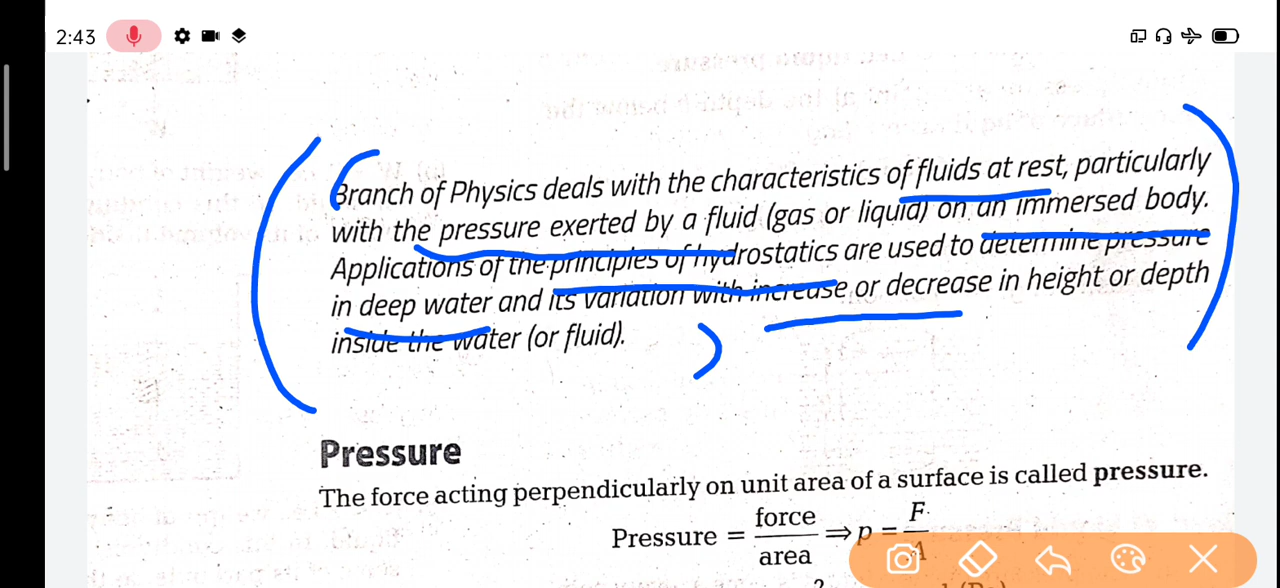 2:43
Branch of Physics deals with the characteristics of fluids at rest, particularly
with the pressure exerted by a fluid (gas or liquid) on an immersed body.
Applications of the principles of hydrostatics are used to determine pressure
in deep water and its variation with increase or decrease in height or depth
inside the water (or fluid).
Pressure
The force acting perpendicularly on unit area of a surface is called pressure.
Pressure = force/area ⇒ p = F/A